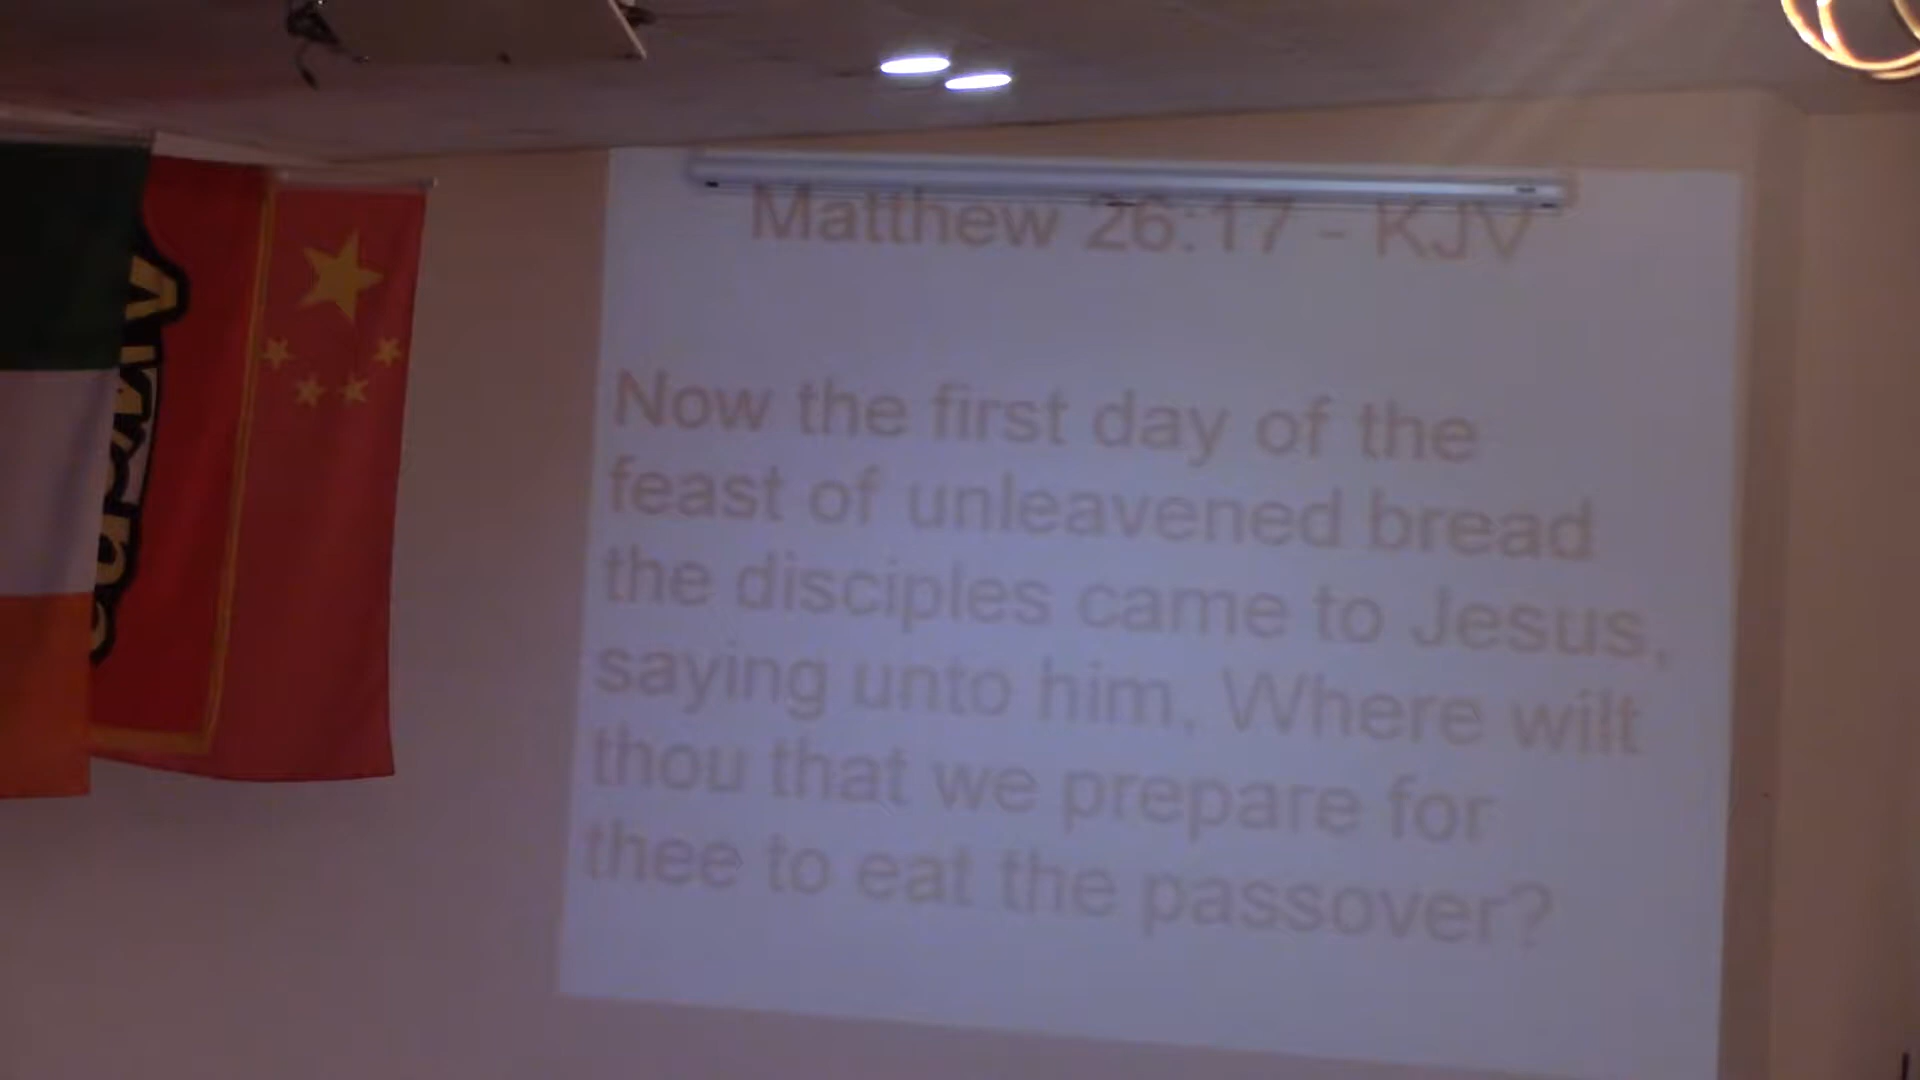 Matthew 26:17 - KJV
Now the first day of the
feast of unleavened bread
the disciples came to Jesus,
saying unto him, Where wilt
thou that we prepare for
thee to eat the passover?